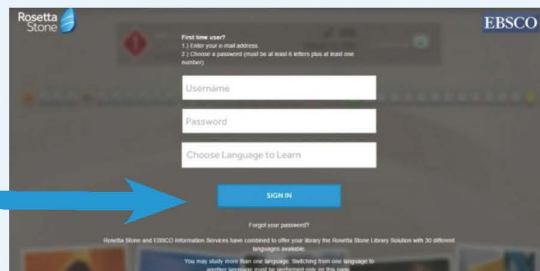 Rosetta
Stone
EBSCO
First time user?
1.) Enter your e-mail address.
2.) Choose a password (must be at least 6 letters plus at least one
number)
Username
Password
Choose Language to Learn
SIGN IN
Forgot your password?
Rosetta Stone and EBSCO Information Services have combined to offer your library the Rosetta Stone Library Solution with 30 different
languages available.
You may study more than one language. Switching from one language to
another language must be performed only on this page.